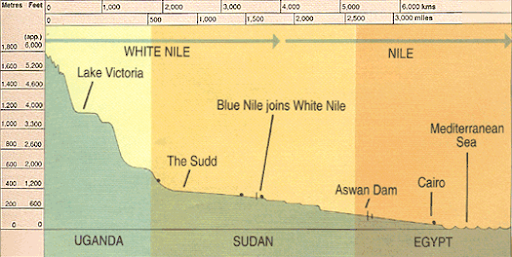 Metres Feet 0 1,000 2,000 3,000 4,000 5,000 6,000 kms
(app.) 0 500 1,000 1,500 2,000 2,500 3,000 miles
1,800 6,000
1,600 5,200
1,400 4,600
1,200 4,000
1,000 3,300
800 2,600
600 2,000
400 1,200
200 600
0 0
WHITE NILE NILE
Lake Victoria
Blue Nile joins White Nile
Mediterranean
Sea
The Sudd
Aswan Dam
Cairo
UGANDA SUDAN EGYPT